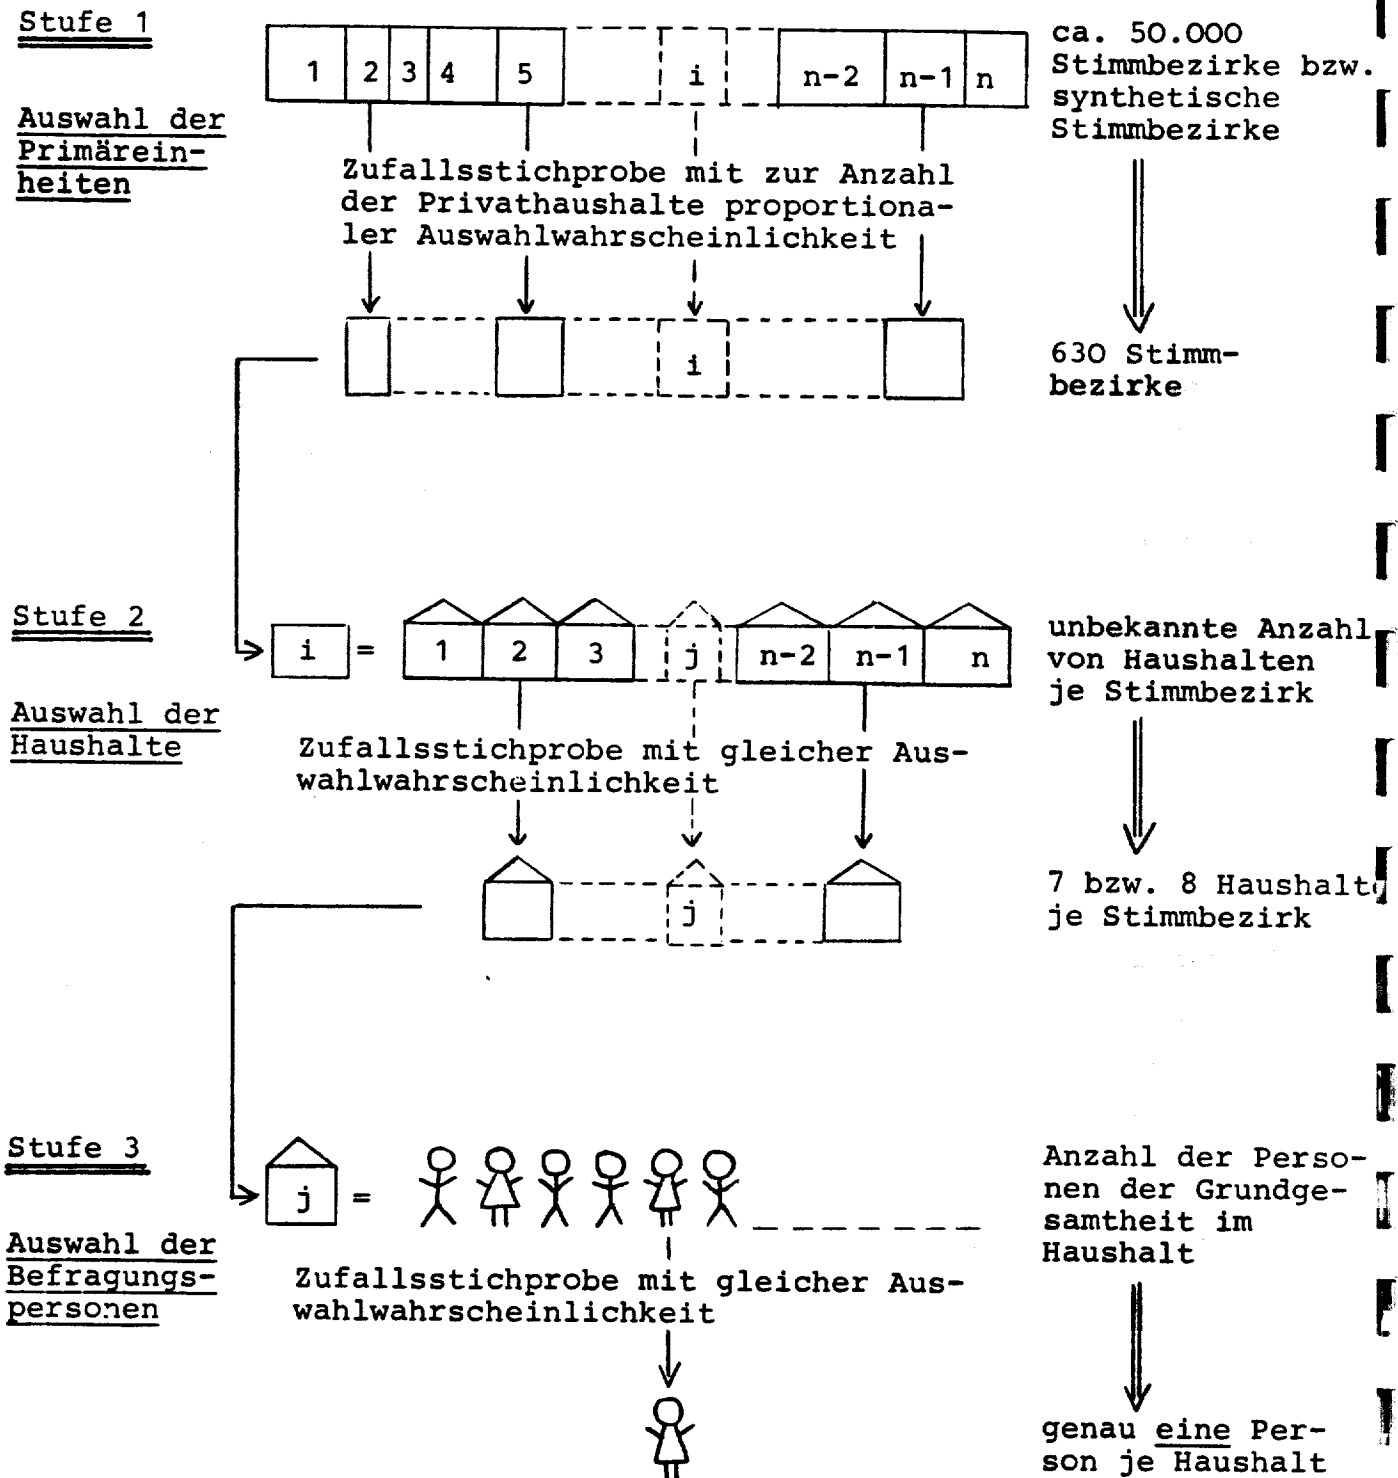 Stufe 1
1 2 3 4 5 i n-2 n-1 n
ca. 50.000
Stimmbezirke bzw.
synthetische
Stimmbezirke
Auswahl der
Primärein-
heiten
Zufallsstichprobe mit zur Anzahl
der Privathaushalte proportiona-
ler Auswahlwahrscheinlichkeit
i
630 Stimm-
bezirke
Stufe 2
i = 1 2 3 j n-2 n-1 n
unbekannte Anzahl
von Haushalten
je Stimmbezirk
Auswahl der
Haushalte
Zufallsstichprobe mit gleicher Aus-
wahlwahrscheinlichkeit
j
7 bzw. 8 Haushalte
je Stimmbezirk
Stufe 3
j =
Anzahl der Perso-
nen der Grundge-
samtheit im
Haushalt
Auswahl der
Befragungs-
personen
Zufallsstichprobe mit gleicher Aus-
wahlwahrscheinlichkeit
genau eine Per-
son je Haushalt